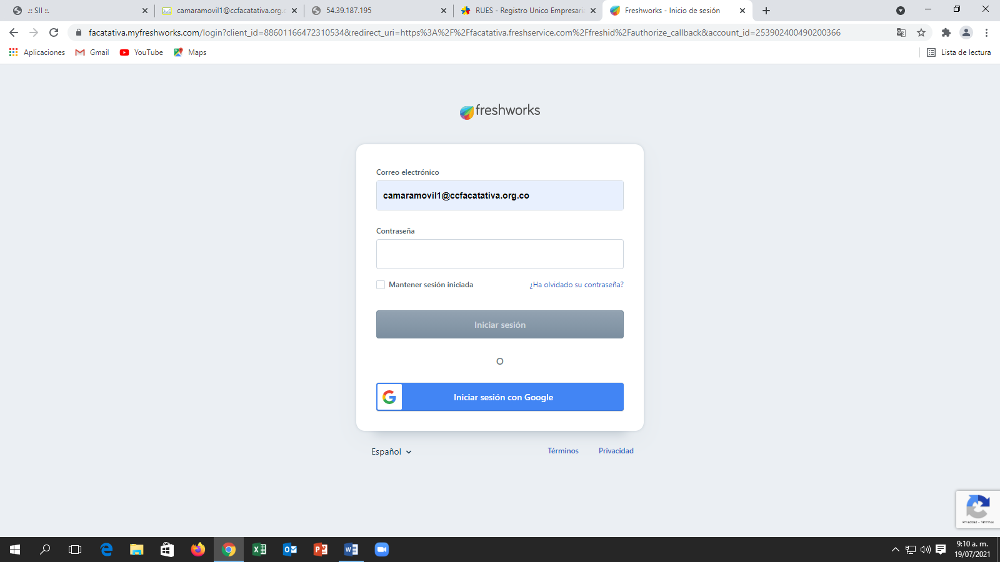 .:: SII ::.
camaramovil1@ccfacatativa.org.c
54.39.187.195
RUES - Registro Unico Empresari
Freshworks - Inicio de sesión
facatativa.myfreshworks.com/login?client_id=88601166472310534&redirect_uri=https%3A%2F%2Ffacatativa.freshservice.com%2Ffreshid%2Fauthorize_callback&account_id=253902400490200366
Aplicaciones
Gmail
YouTube
Maps
Lista de lectura
freshworks
Correo electrónico
camaramovil1@ccfacatativa.org.co
Contraseña
Mantener sesión iniciada
¿Ha olvidado su contraseña?
Iniciar sesión
O
Iniciar sesión con Google
Español
Términos
Privacidad
Privacidad - Términos
9:10 a. m.
19/07/2021